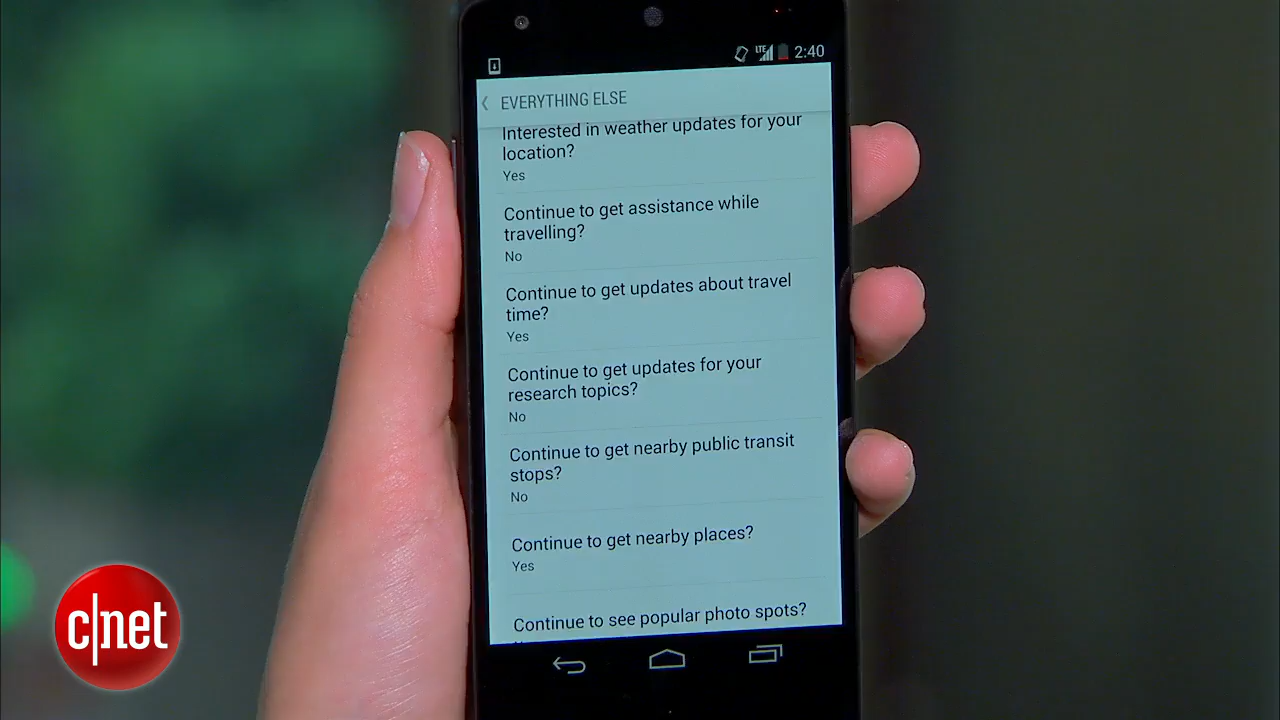 LTE 2:40
EVERYTHING ELSE
Interested in weather updates for your
location?
Yes
Continue to get assistance while
travelling?
No
Continue to get updates about travel
time?
Yes
Continue to get updates for your
research topics?
No
Continue to get nearby public transit
stops?
No
Continue to get nearby places?
Yes
Continue to see popular photo spots?
c|net